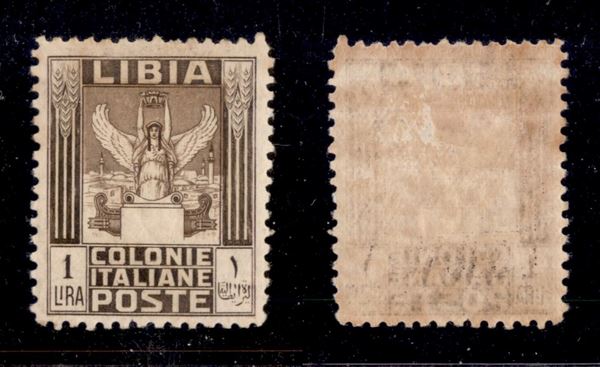 LIBIA
COLONIE
1 ITALIANE ١
LIRA POSTE